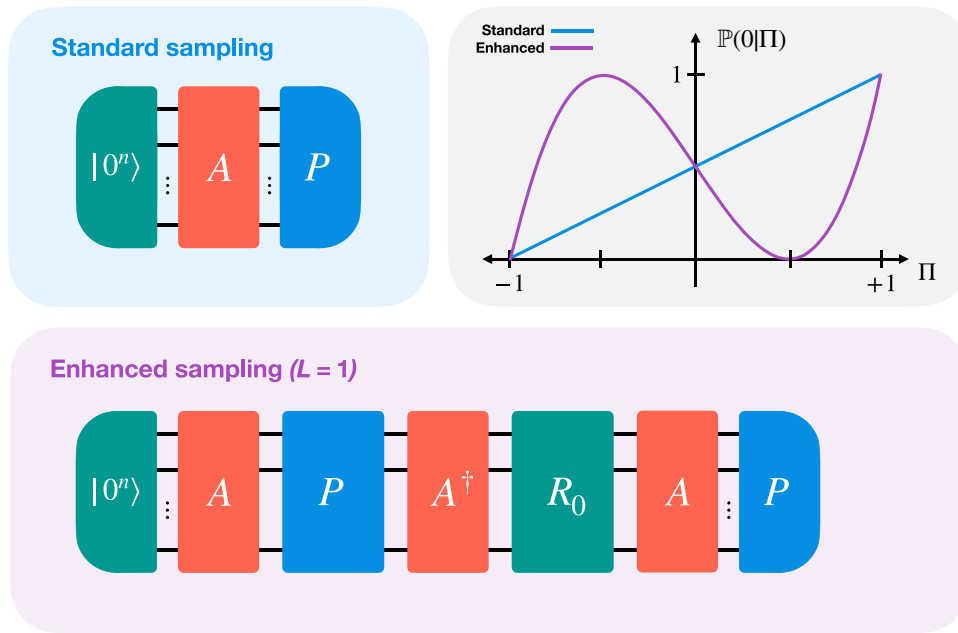 Standard sampling
|0ⁿ⟩
A
P
⋮
⋮
Standard
Enhanced
ℙ(0|Π)
1
−1
+1
Π
Enhanced sampling (L = 1)
|0ⁿ⟩
A
P
A†
R₀
A
P
⋮
⋮